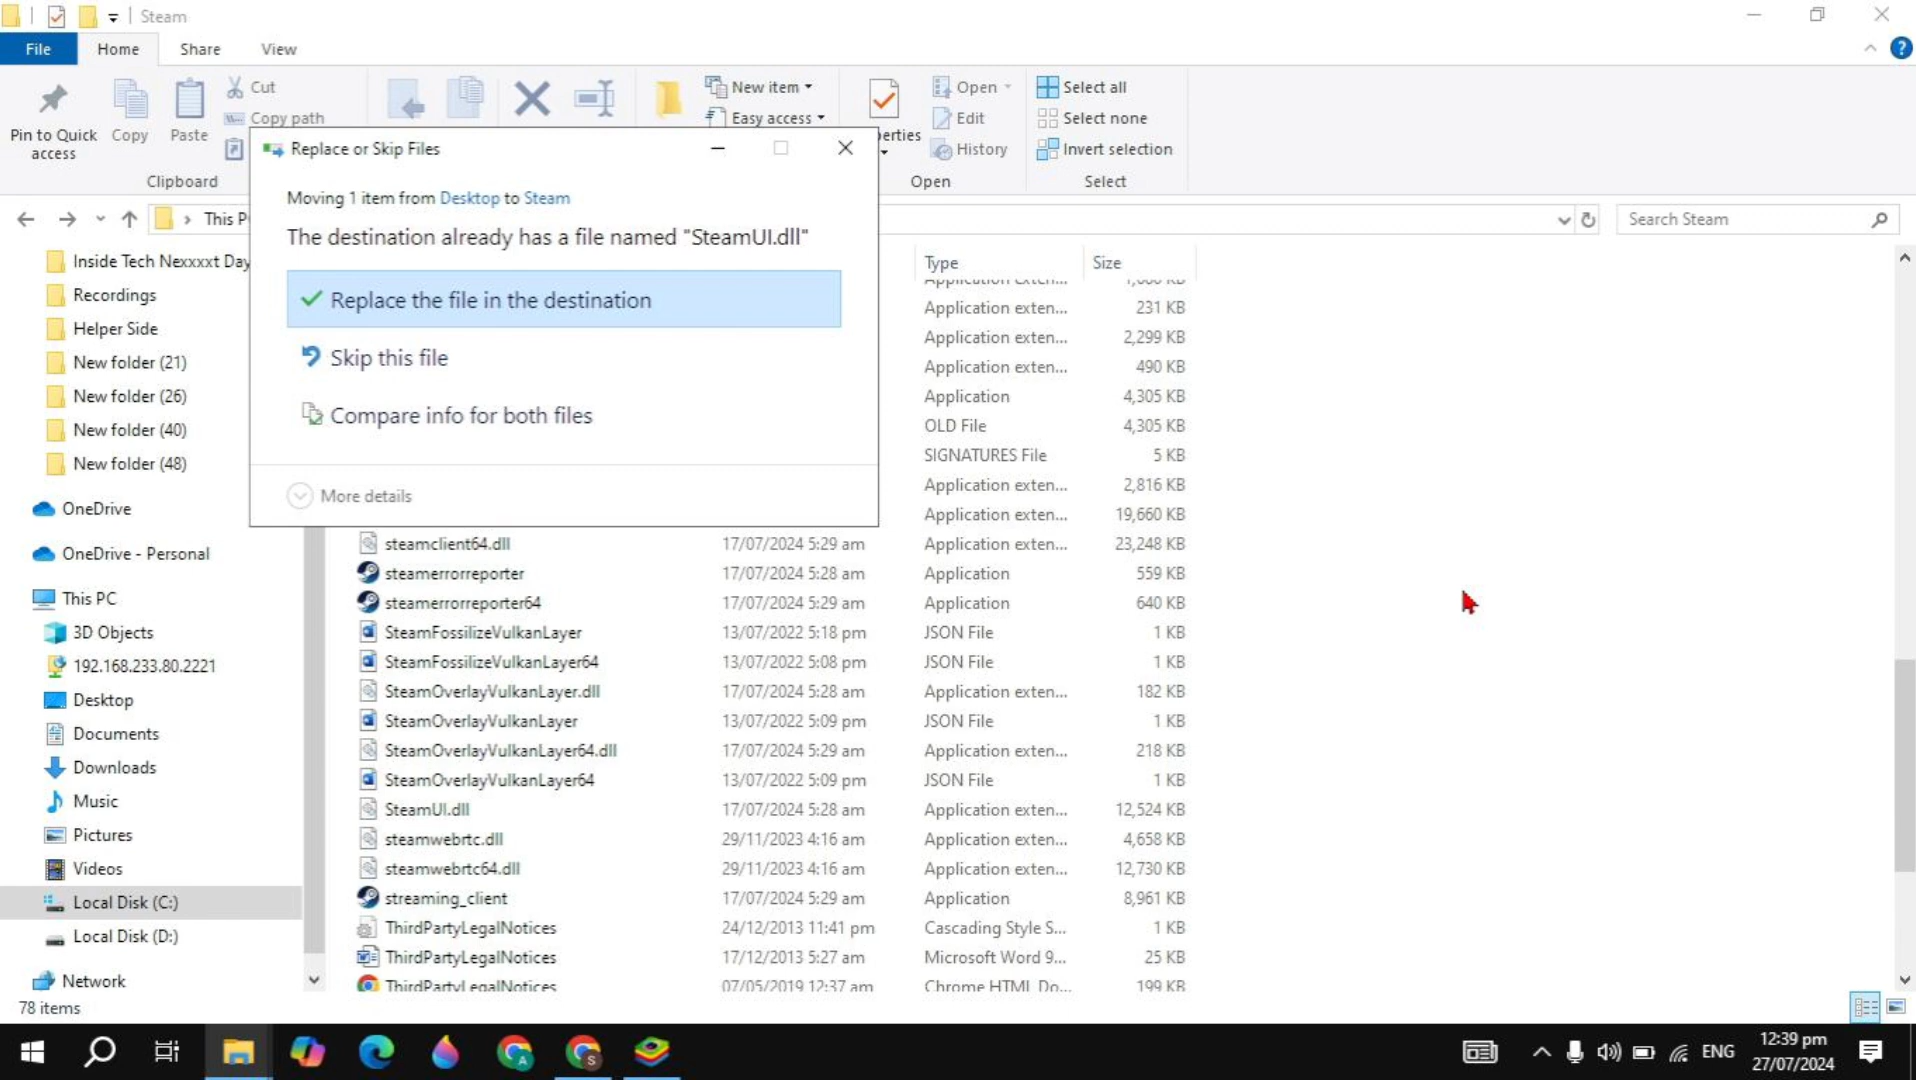 Steam
File Home Share View
Pin to Quick access
Copy
Paste
Cut
Copy path
Clipboard
New item
Easy access
erties
Open
Edit
History
Open
Select all
Select none
Invert selection
Select
This P
Search Steam
Replace or Skip Files
Moving 1 item from Desktop to Steam
The destination already has a file named "SteamUI.dll"
Replace the file in the destination
Skip this file
Compare info for both files
More details
Inside Tech Nexxxxt Day
Recordings
Helper Side
New folder (21)
New folder (26)
New folder (40)
New folder (48)
OneDrive
OneDrive - Personal
This PC
3D Objects
192.168.233.80.2221
Desktop
Documents
Downloads
Music
Pictures
Videos
Local Disk (C:)
Local Disk (D:)
Network
Type Size
Application exten... 231 KB
Application exten... 2,299 KB
Application exten... 490 KB
Application 4,305 KB
OLD File 4,305 KB
SIGNATURES File 5 KB
Application exten... 2,816 KB
Application exten... 19,660 KB
steamclient64.dll 17/07/2024 5:29 am Application exten... 23,248 KB
steamerrorreporter 17/07/2024 5:28 am Application 559 KB
steamerrorreporter64 17/07/2024 5:29 am Application 640 KB
SteamFossilizeVulkanLayer 13/07/2022 5:18 pm JSON File 1 KB
SteamFossilizeVulkanLayer64 13/07/2022 5:08 pm JSON File 1 KB
SteamOverlayVulkanLayer.dll 17/07/2024 5:28 am Application exten... 182 KB
SteamOverlayVulkanLayer 13/07/2022 5:09 pm JSON File 1 KB
SteamOverlayVulkanLayer64.dll 17/07/2024 5:29 am Application exten... 218 KB
SteamOverlayVulkanLayer64 13/07/2022 5:09 pm JSON File 1 KB
SteamUI.dll 17/07/2024 5:28 am Application exten... 12,524 KB
steamwebrtc.dll 29/11/2023 4:16 am Application exten... 4,658 KB
steamwebrtc64.dll 29/11/2023 4:16 am Application exten... 12,730 KB
streaming_client 17/07/2024 5:29 am Application 8,961 KB
ThirdPartyLegalNotices 24/12/2013 11:41 pm Cascading Style S... 1 KB
ThirdPartyLegalNotices 17/12/2013 5:27 am Microsoft Word 9... 25 KB
ThirdPartyLegalNotices 07/05/2019 12:37 am Chrome HTML Do... 199 KB
78 items
ENG
12:39 pm
27/07/2024